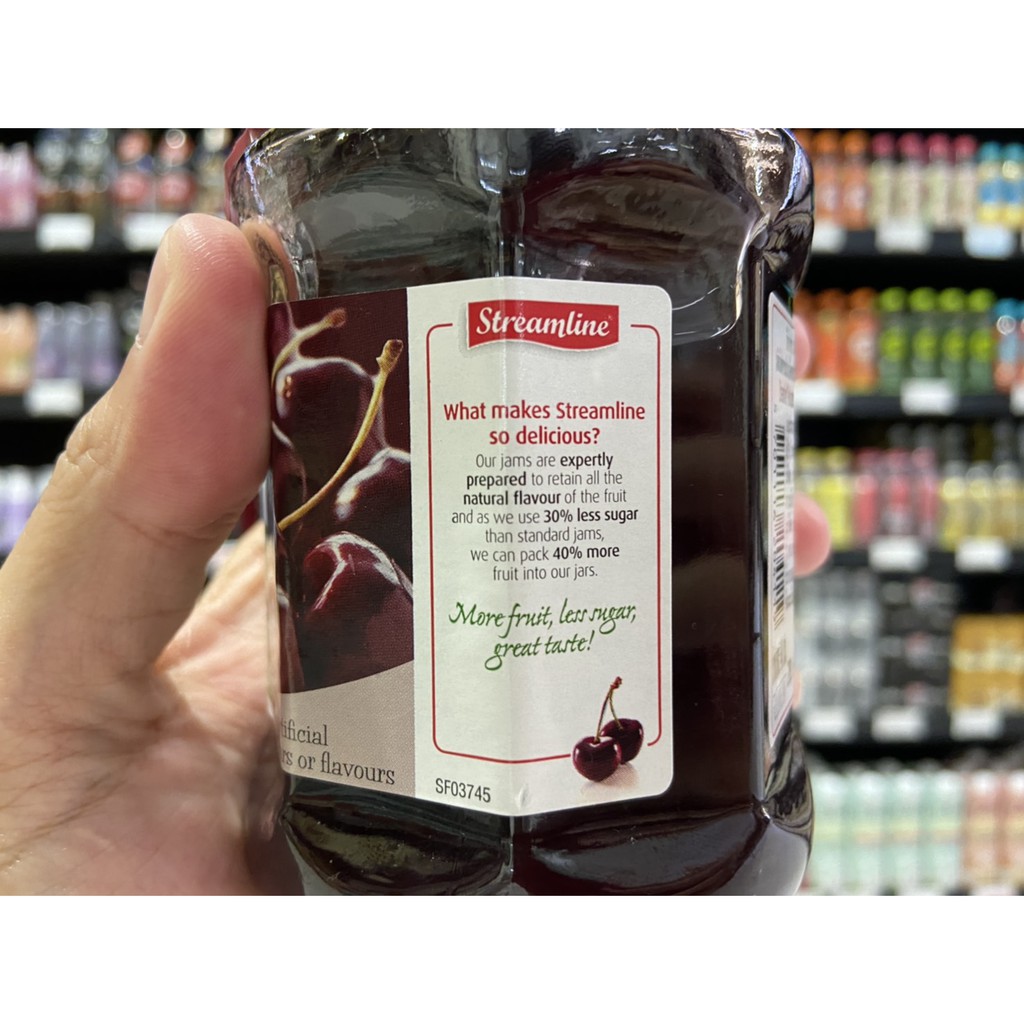 Streamline
What makes Streamline
so delicious?
Our jams are expertly
prepared to retain all the
natural flavour of the fruit
and as we use 30% less sugar
than standard jams,
we can pack 40% more
fruit into our jars.
More fruit, less sugar,
great taste!
or flavours
SF03745